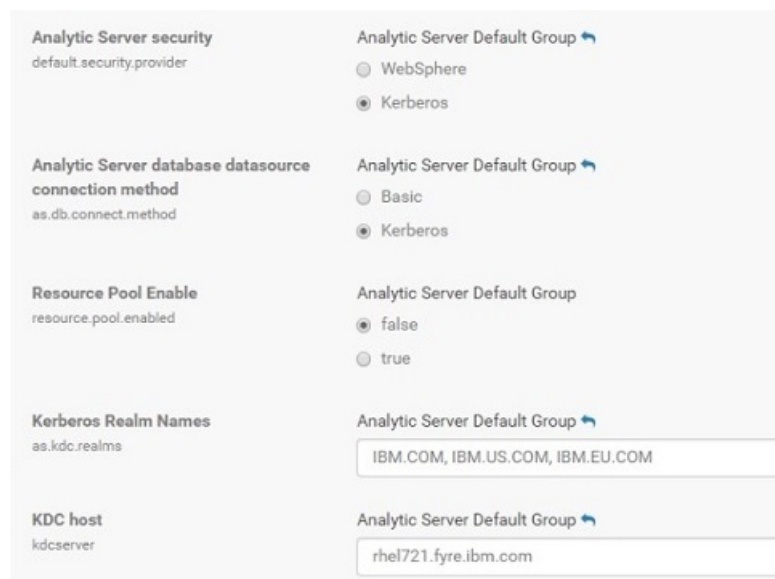 Analytic Server security
default.security.provider
Analytic Server Default Group
WebSphere
Kerberos
Analytic Server database datasource
connection method
as.db.connect.method
Analytic Server Default Group
Basic
Kerberos
Resource Pool Enable
resource.pool.enabled
Analytic Server Default Group
false
true
Kerberos Realm Names
as.kdc.realms
Analytic Server Default Group
IBM.COM, IBM.US.COM, IBM.EU.COM
KDC host
kdcserver
Analytic Server Default Group
rhel721.fyre.ibm.com